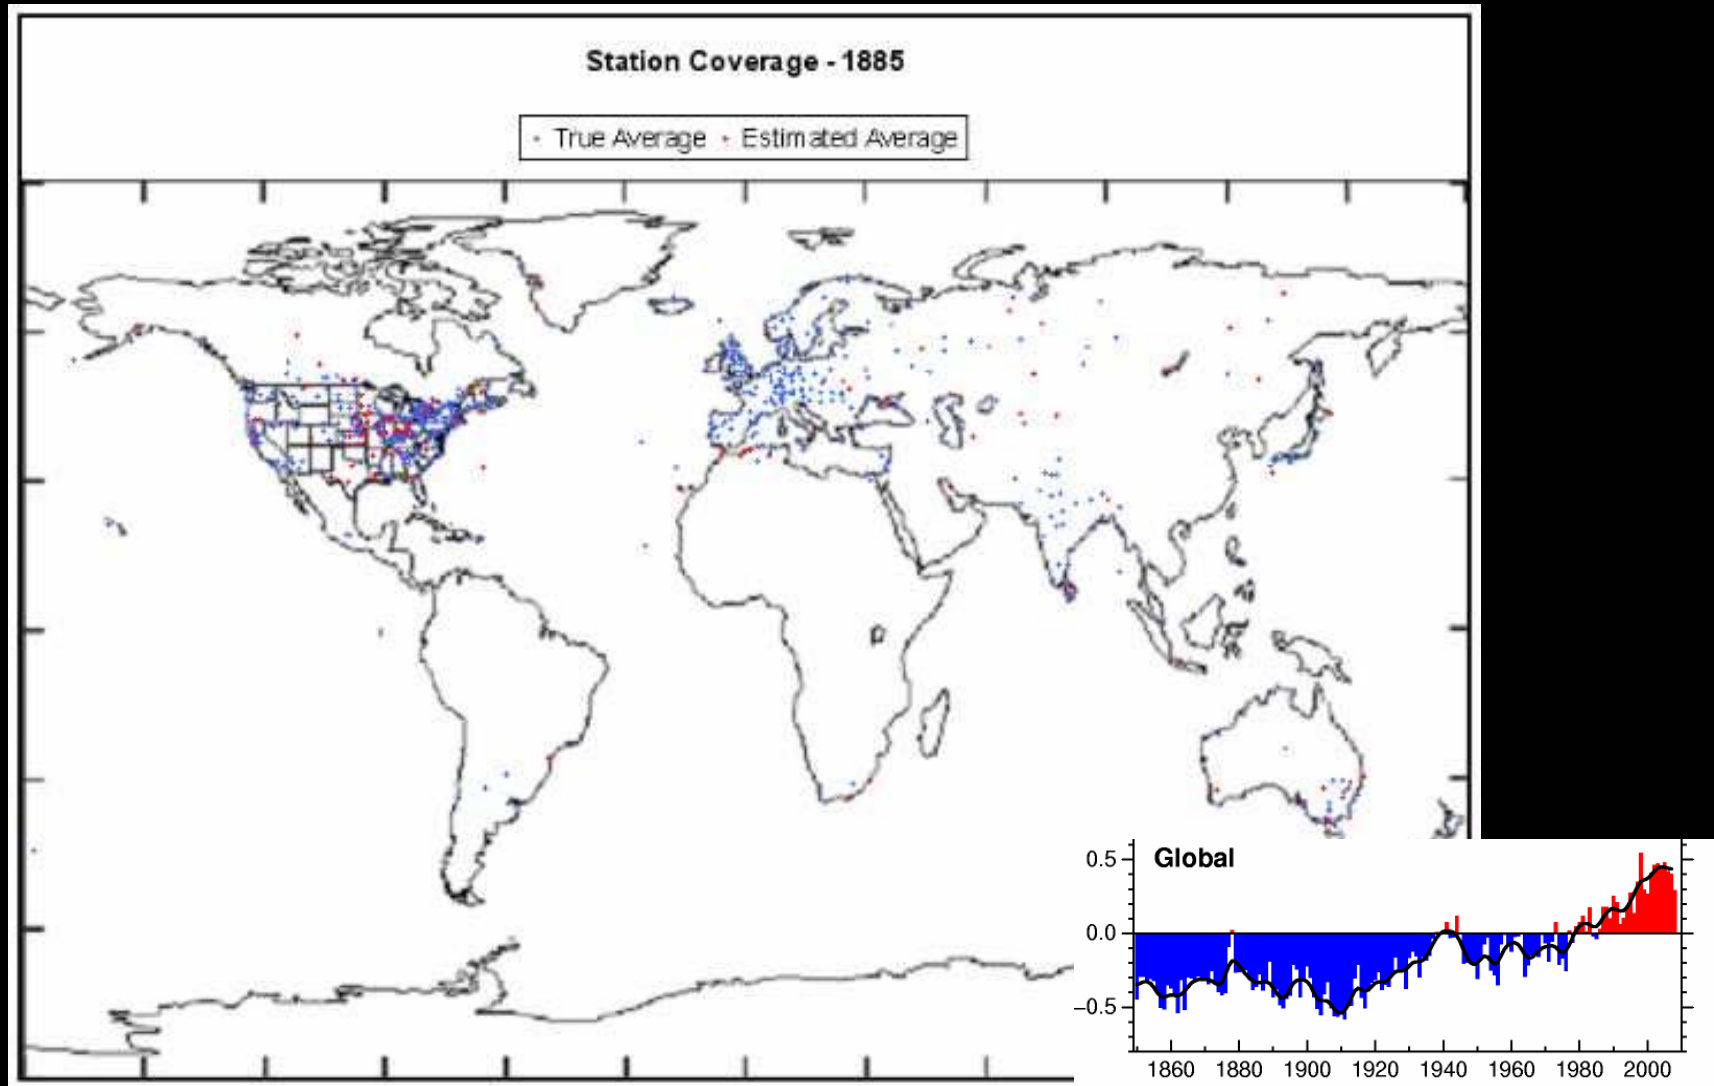 Station Coverage - 1885
True Average Estimated Average
Global
0.5
0.0
−0.5
1860 1880 1900 1920 1940 1960 1980 2000